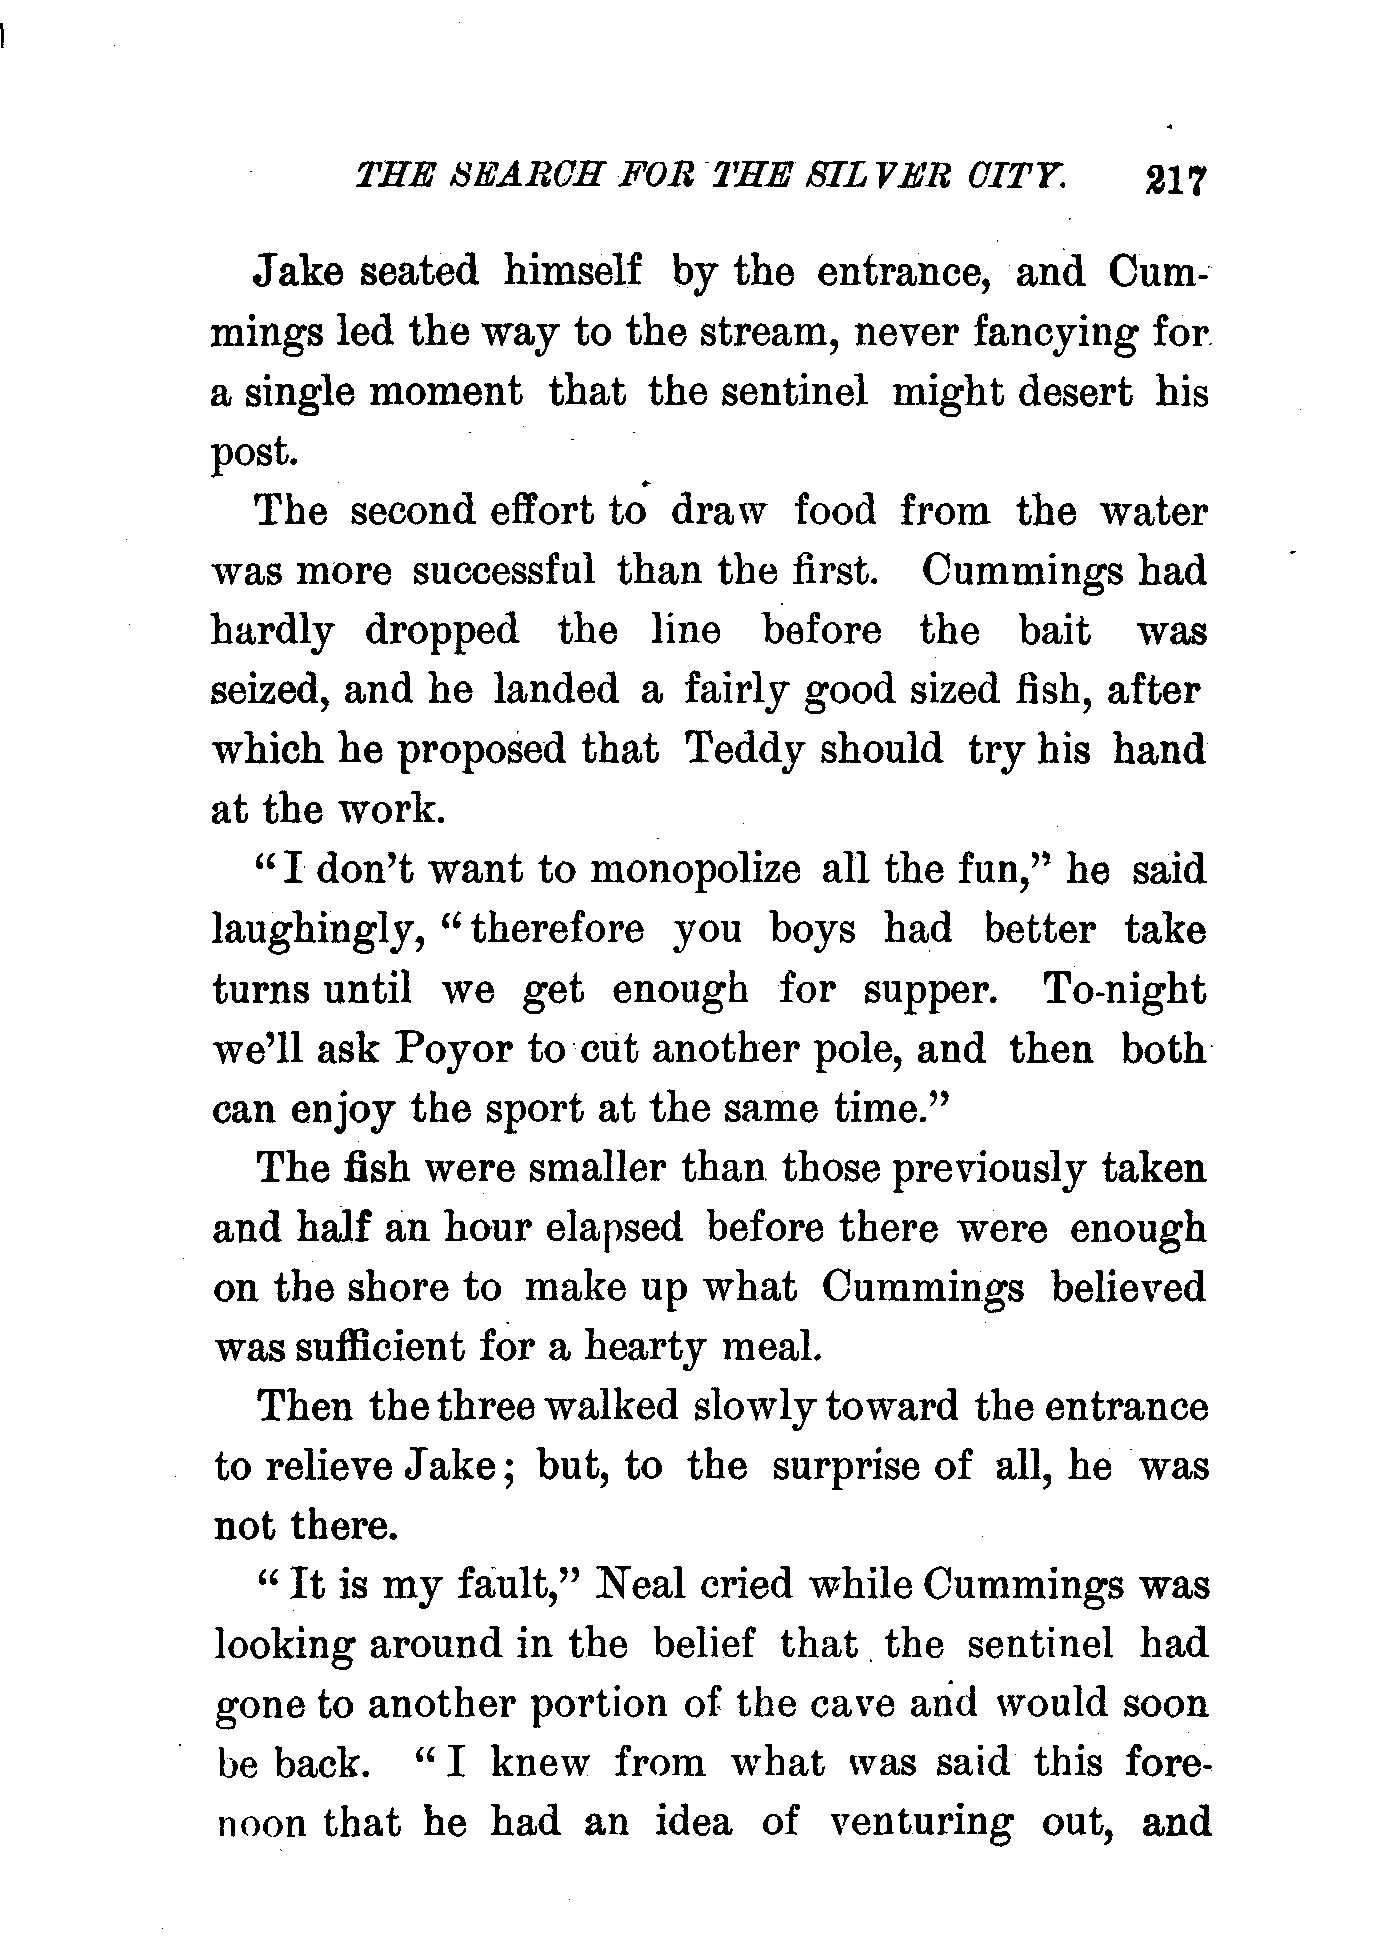 THE SEARCH FOR THE SILVER CITY. 217
Jake seated himself by the entrance, and Cum-
mings led the way to the stream, never fancying for
a single moment that the sentinel might desert his
post.
The second effort to draw food from the water
was more successful than the first. Cummings had
hardly dropped the line before the bait was
seized, and he landed a fairly good sized fish, after
which he proposed that Teddy should try his hand
at the work.
“I don’t want to monopolize all the fun,” he said
laughingly, “therefore you boys had better take
turns until we get enough for supper. To-night
we’ll ask Poyor to cut another pole, and then both
can enjoy the sport at the same time.”
The fish were smaller than those previously taken
and half an hour elapsed before there were enough
on the shore to make up what Cummings believed
was sufficient for a hearty meal.
Then the three walked slowly toward the entrance
to relieve Jake; but, to the surprise of all, he was
not there.
“It is my fault,” Neal cried while Cummings was
looking around in the belief that the sentinel had
gone to another portion of the cave and would soon
be back. “I knew from what was said this fore-
noon that he had an idea of venturing out, and